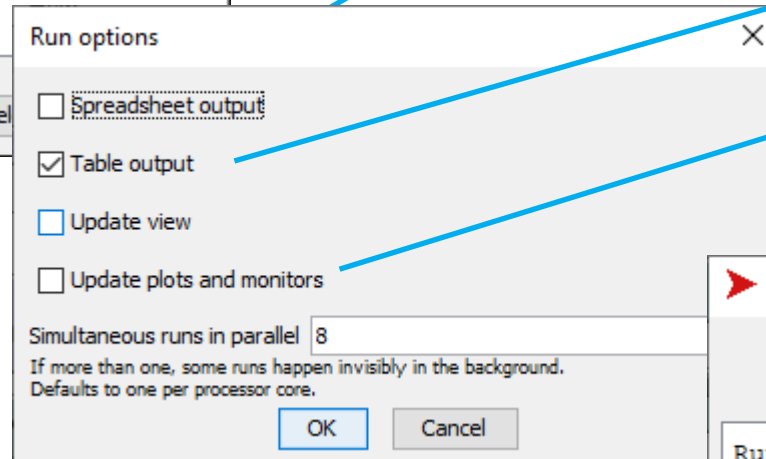 Run options
Spreadsheet output
Table output
Update view
Update plots and monitors
Simultaneous runs in parallel 8
If more than one, some runs happen invisibly in the background.
Defaults to one per processor core.
OK Cancel